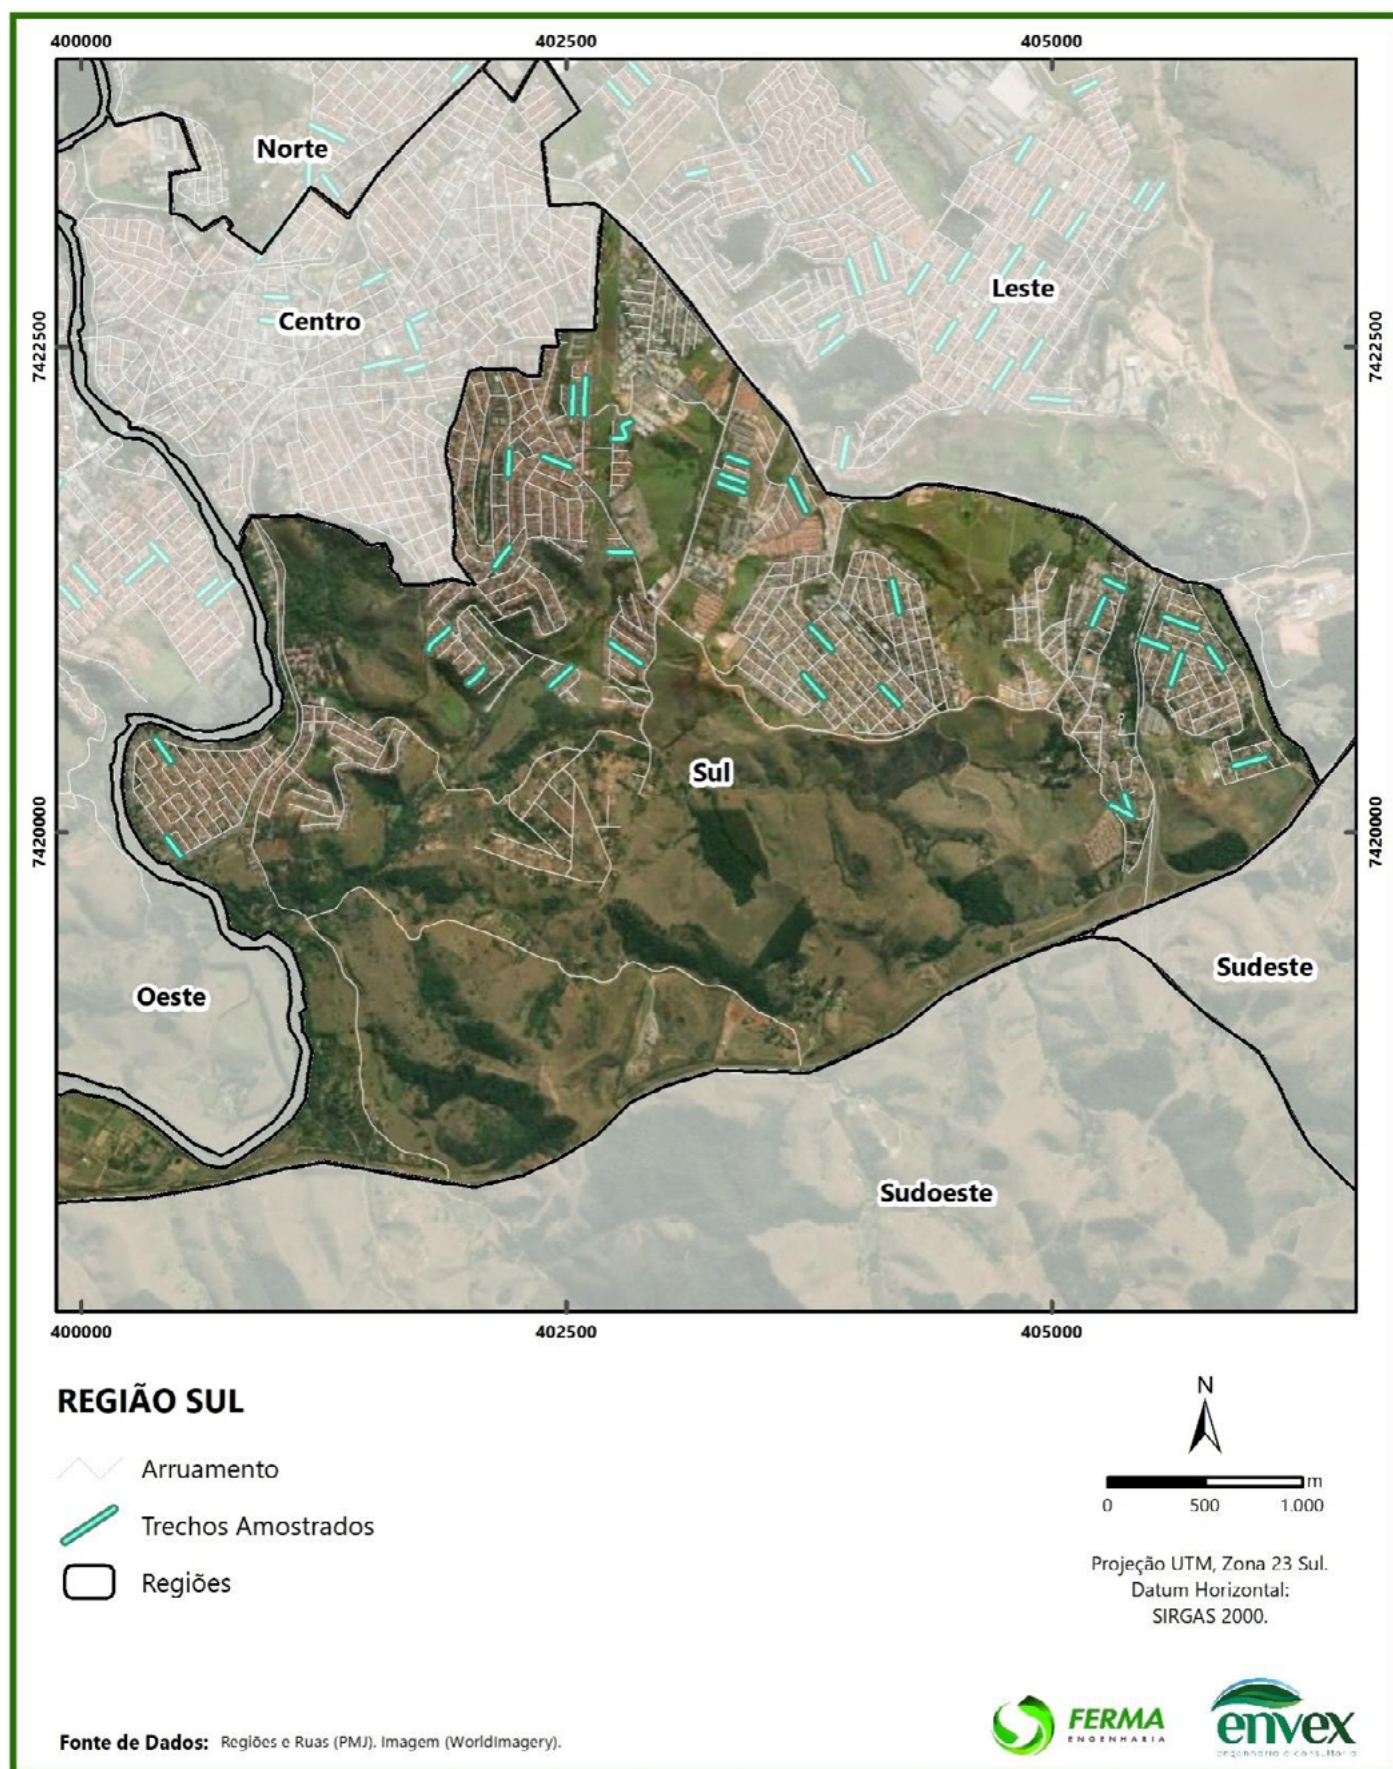 400000 402500 405000
Norte
Leste
Centro
7422500 7422500
Sul
7420000 7420000
Sudeste
Oeste
Sudoeste
400000 402500 405000
REGIÃO SUL
N
Arruamento
m
0 500 1.000
Trechos Amostrados
Projeção UTM, Zona 23 Sul.
Datum Horizontal:
SIRGAS 2000.
Regiões
FERMA
ENGENHARIA
envex
engenharia e consultoria
Fonte de Dados: Regiões e Ruas (PMJ). Imagem (WorldImagery).